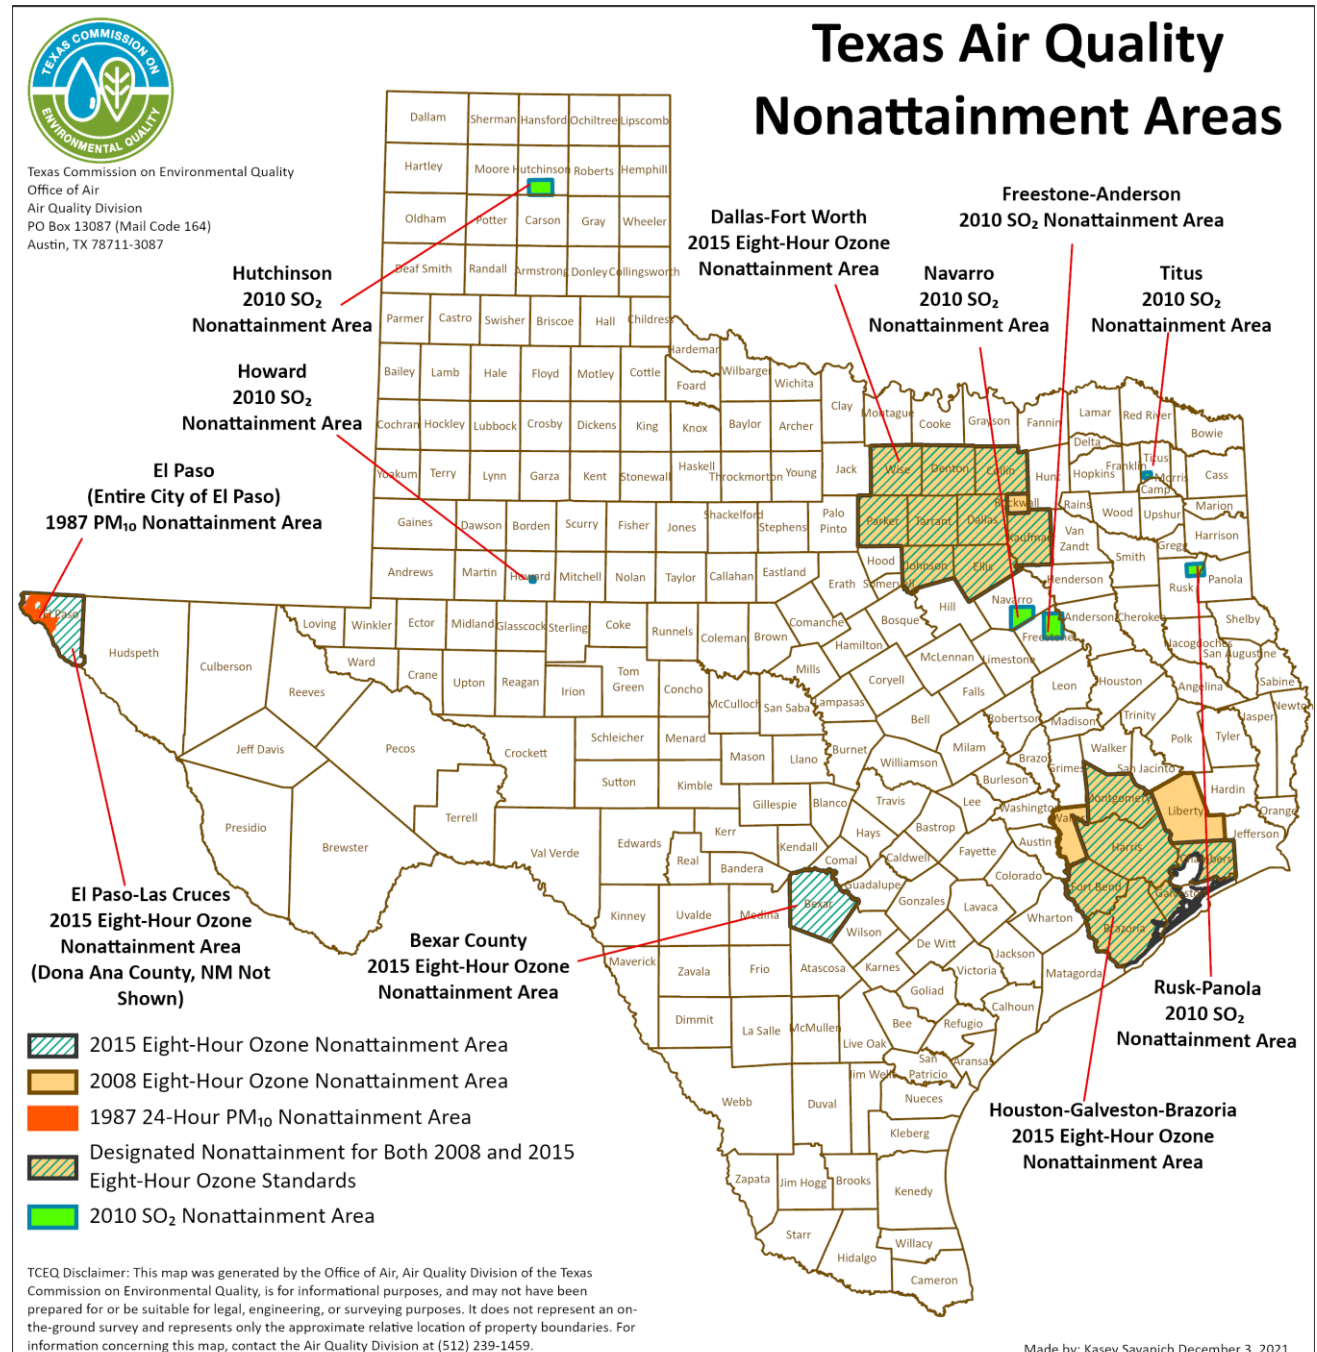 Texas Air Quality
Nonattainment Areas
TEXAS COMMISSION ON
ENVIRONMENTAL QUALITY
Texas Commission on Environmental Quality
Office of Air
Air Quality Division
PO Box 13087 (Mail Code 164)
Austin, TX 78711-3087
Freestone-Anderson
2010 SO₂ Nonattainment Area
Dallas-Fort Worth
2015 Eight-Hour Ozone
Nonattainment Area
Navarro
2010 SO₂
Nonattainment Area
Titus
2010 SO₂
Nonattainment Area
Hutchinson
2010 SO₂
Nonattainment Area
Howard
2010 SO₂
Nonattainment Area
El Paso
(Entire City of El Paso)
1987 PM₁₀ Nonattainment Area
Dallam Sherman Hansford Ochiltree Lipscomb
Hartley Moore Hutchinson Roberts Hemphill
Oldham Potter Carson Gray Wheeler
Deaf Smith Randall Armstrong Donley Collingsworth
Parmer Castro Swisher Briscoe Hall Childress
Hardeman
Bailey Lamb Hale Floyd Motley Cottle Foard Wilbarger Wichita
Clay Montague Cooke Grayson Fannin Lamar Red River Bowie
Delta
Cochran Hockley Lubbock Crosby Dickens King Knox Baylor Archer
Yoakum Terry Lynn Garza Kent Stonewall Haskell Throckmorton Young Jack Wise Denton Collin Hunt Hopkins Franklin Titus Morris Cass
Camp
Gaines Dawson Borden Scurry Fisher Jones Shackelford Stephens Palo
Pinto
Parker Tarrant Dallas Rockwall Kaufman Rains Wood Upshur Marion
Van
Zandt
Smith Gregg Harrison
Andrews Martin Howard Mitchell Nolan Taylor Callahan Eastland Erath Hood Somervell Johnson Ellis Henderson Rusk Panola
El Paso Hudspeth Culberson Loving Winkler Ector Midland Glasscock Sterling Coke Runnels Coleman Brown Comanche Bosque Hill Navarro Freestone Anderson Cherokee Shelby
Nacogdoches San Augustine
Ward Crane Upton Reagan Irion Tom
Green
Concho Mills Hamilton McLennan Limestone Leon Houston Angelina Sabine
Reeves McCulloch San Saba Lampasas Coryell Falls Robertson Madison Trinity Polk Tyler Jasper Newton
Jeff Davis Pecos Crockett Schleicher Menard Mason Llano Burnet Bell Milam Brazos Grimes Walker San Jacinto
Sutton Kimble Williamson Burleson Hardin
Presidio Brewster Terrell Gillespie Blanco Travis Lee Washington Montgomery Liberty Orange
Val Verde Edwards Kerr Kendall Hays Bastrop Austin Waller Harris Jefferson
Real Bandera Comal Caldwell Fayette Chambers
Kinney Uvalde Medina Bexar Guadalupe Gonzales Colorado Fort Bend Galveston
Lavaca Wharton Brazoria
Wilson De Witt Jackson
Maverick Zavala Frio Atascosa Karnes Victoria Matagorda
Goliad Calhoun
Dimmit La Salle McMullen Live Oak Bee Refugio
San
Patricio
Aransas
Jim Wells
Webb Duval Nueces
Kleberg
Zapata Jim Hogg Brooks Kenedy
Starr Hidalgo Willacy
Cameron
El Paso-Las Cruces
2015 Eight-Hour Ozone
Nonattainment Area
(Dona Ana County, NM Not
Shown)
Bexar County
2015 Eight-Hour Ozone
Nonattainment Area
Rusk-Panola
2010 SO₂
Nonattainment Area
Houston-Galveston-Brazoria
2015 Eight-Hour Ozone
Nonattainment Area
2015 Eight-Hour Ozone Nonattainment Area
2008 Eight-Hour Ozone Nonattainment Area
1987 24-Hour PM₁₀ Nonattainment Area
Designated Nonattainment for Both 2008 and 2015
Eight-Hour Ozone Standards
2010 SO₂ Nonattainment Area
TCEQ Disclaimer: This map was generated by the Office of Air, Air Quality Division of the Texas
Commission on Environmental Quality, is for informational purposes, and may not have been
prepared for or be suitable for legal, engineering, or surveying purposes. It does not represent an on-
the-ground survey and represents only the approximate relative location of property boundaries. For
information concerning this map, contact the Air Quality Division at (512) 239-1459.
Made by: Kasey Savanich December 3, 2021